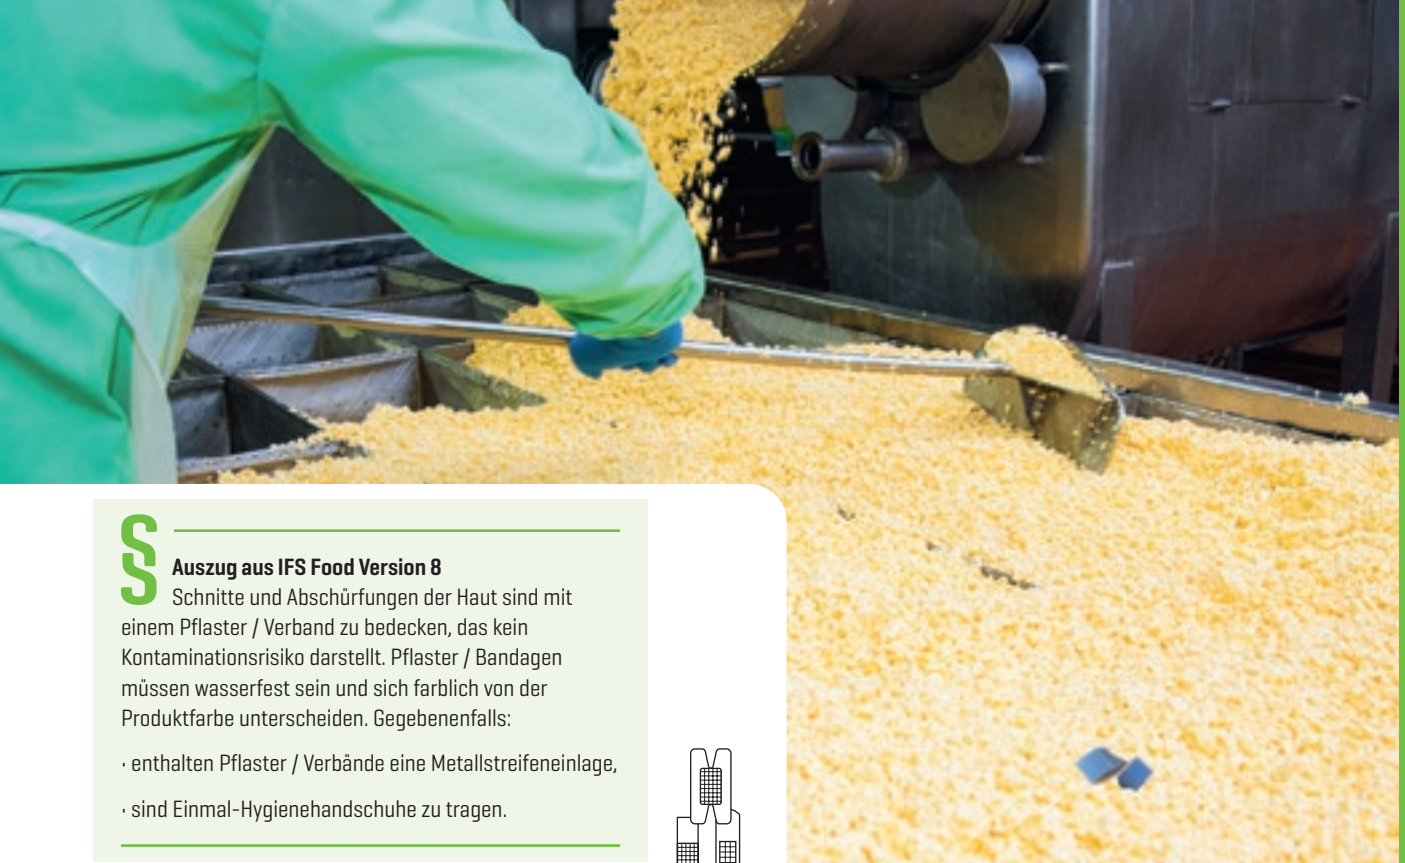 § Auszug aus IFS Food Version 8
Schnitte und Abschürfungen der Haut sind mit
einem Pflaster / Verband zu bedecken, das kein
Kontaminationsrisiko darstellt. Pflaster / Bandagen
müssen wasserfest sein und sich farblich von der
Produktfarbe unterscheiden. Gegebenenfalls:
· enthalten Pflaster / Verbände eine Metallstreifeneinlage,
· sind Einmal-Hygienehandschuhe zu tragen.